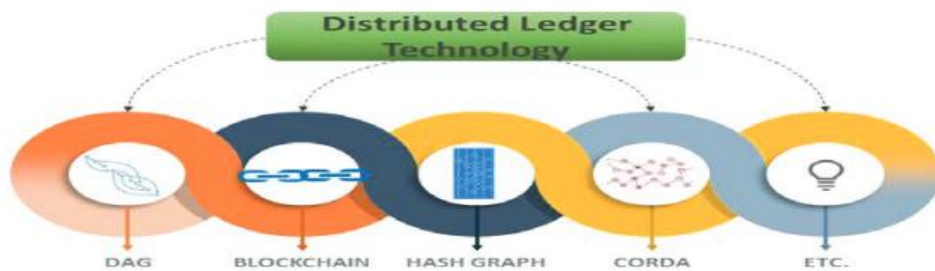 Distributed Ledger
Technology
DAG
BLOCKCHAIN
HASH GRAPH
CORDA
ETC.